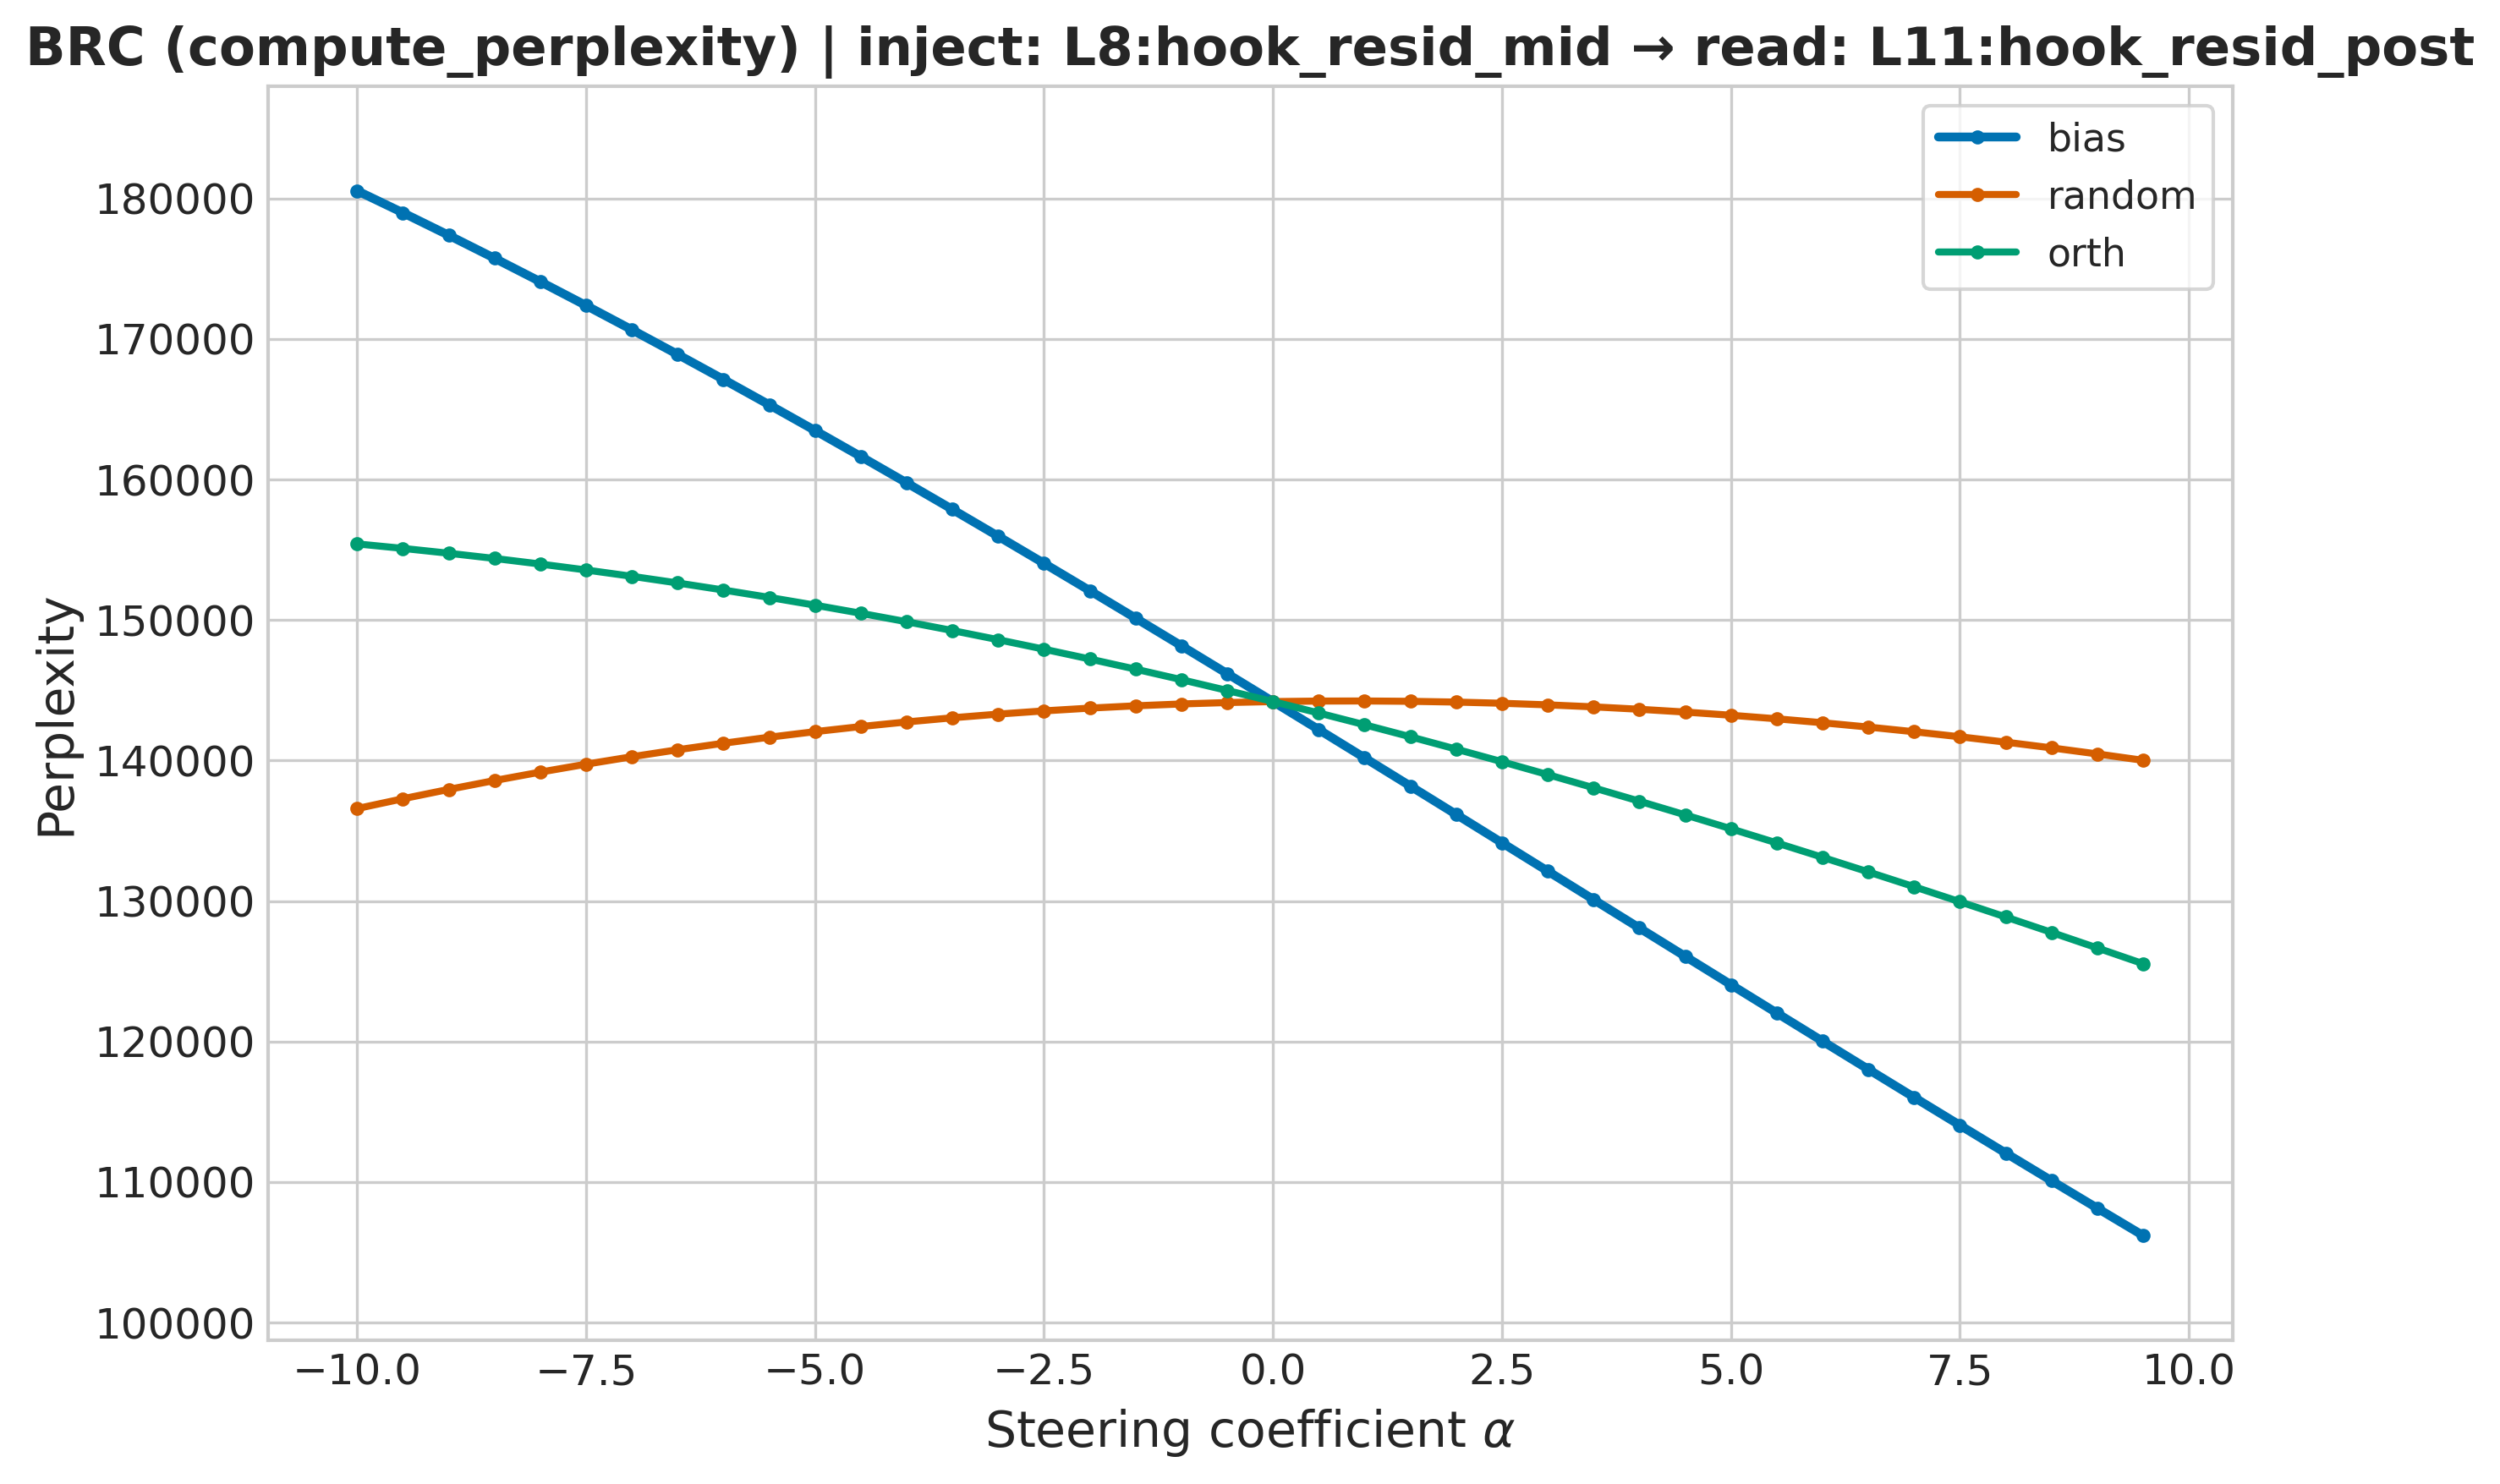 BRC (compute_perplexity) | inject: L8:hook_resid_mid → read: L11:hook_resid_post
bias
random
orth
Perplexity
180000
170000
160000
150000
140000
130000
120000
110000
100000
−10.0 −7.5 −5.0 −2.5 0.0 2.5 5.0 7.5 10.0
Steering coefficient α